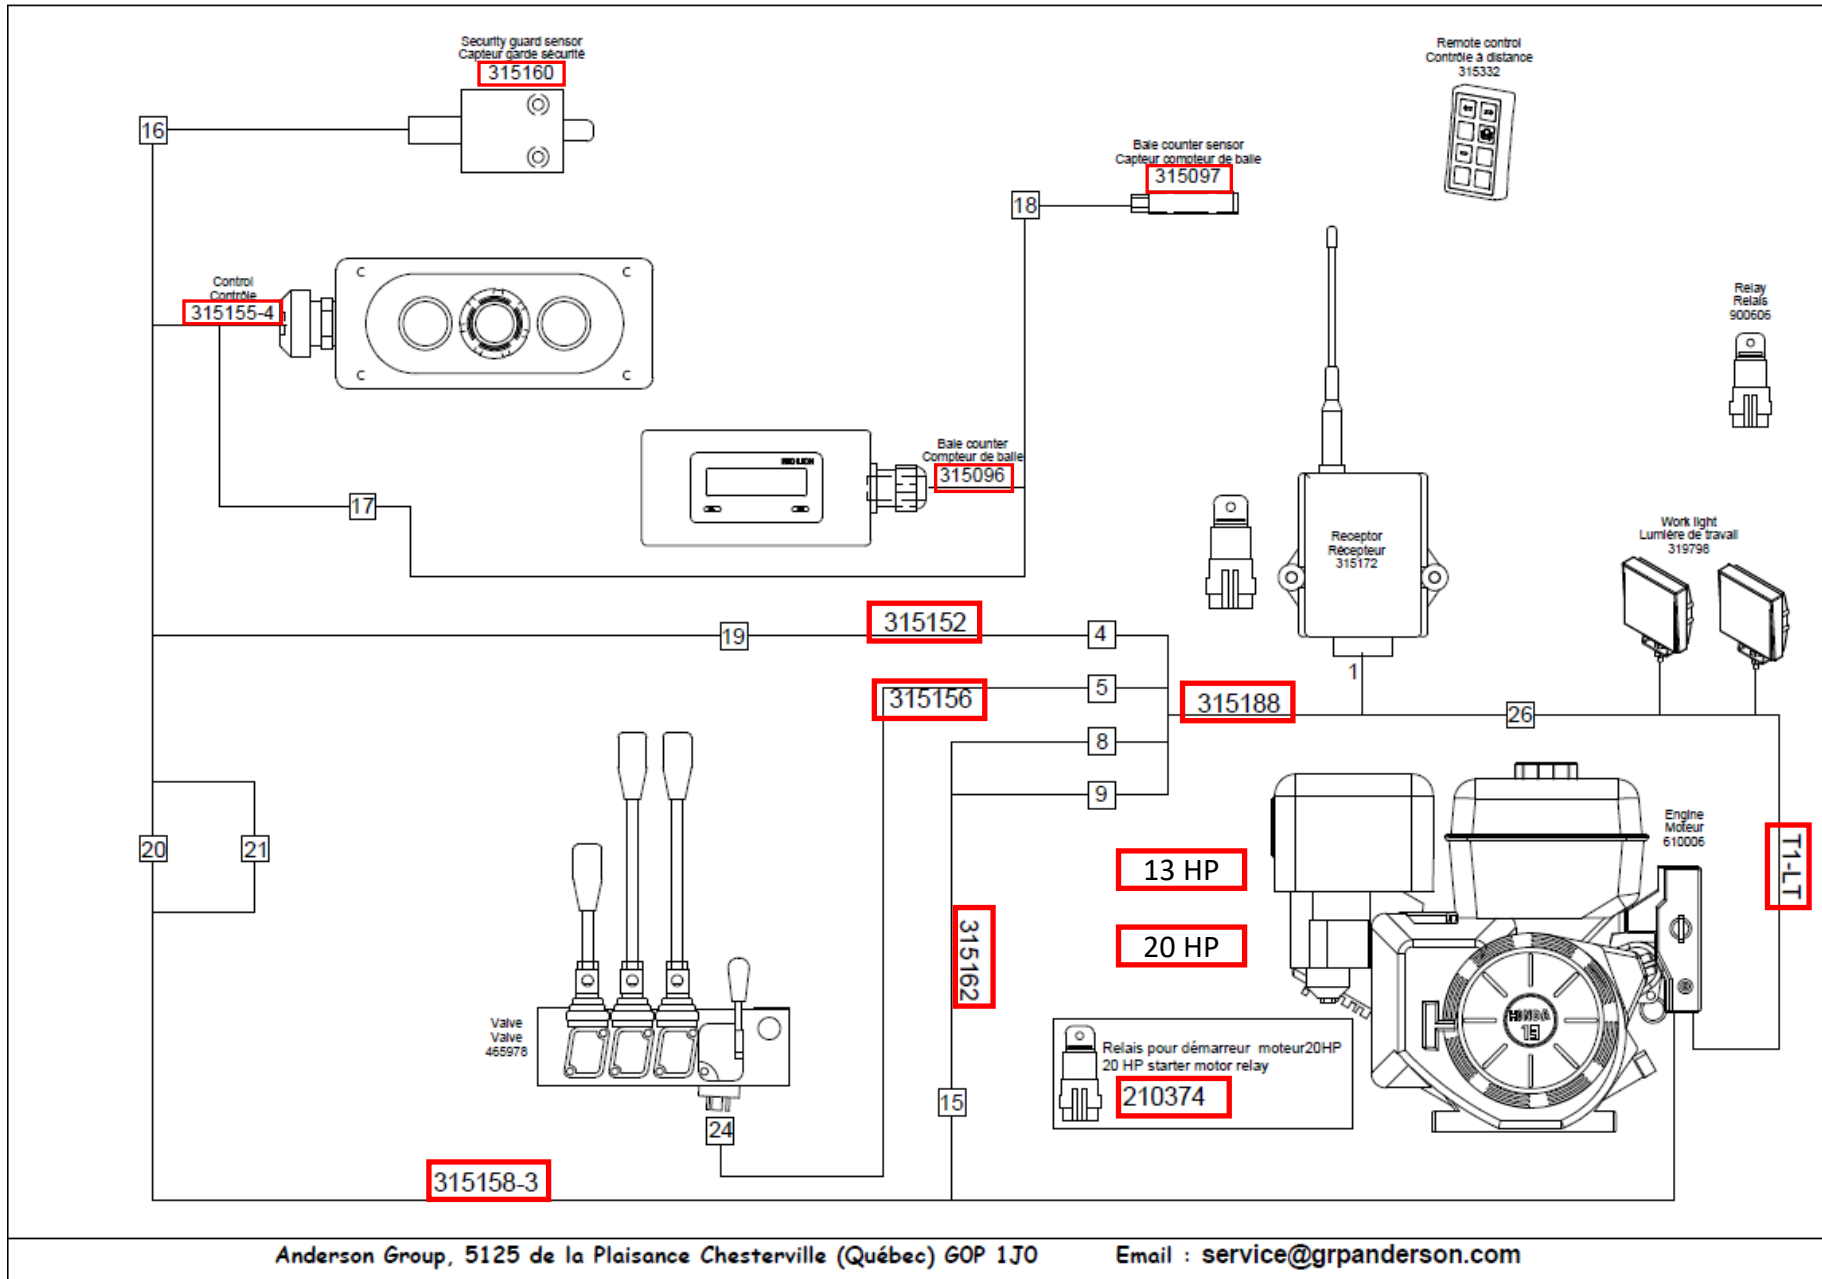 Security guard sensor
Capteur garde sécurité
315160
Remote control
Contrôle à distance
315332
16
Bale counter sensor
Capteur compteur de balle
315097
18
Control
Contrôle
315155-4
C C
C C
Relay
Relais
900606
Bale counter
Compteur de balle
315096
RED LION
17
Receptor
Récepteur
315172
Work light
Lumière de travail
319798
19
315152
4
1
5
315156
315188
26
8
9
20
21
Engine
Moteur
610006
T1-LT
13 HP
20 HP
315162
HONDA
13
Valve
Valve
465978
Relais pour démarreur moteur20HP
20 HP starter motor relay
210374
15
24
315158-3
Anderson Group, 5125 de la Plaisance Chesterville (Québec) G0P 1J0 Email : service@grpanderson.com